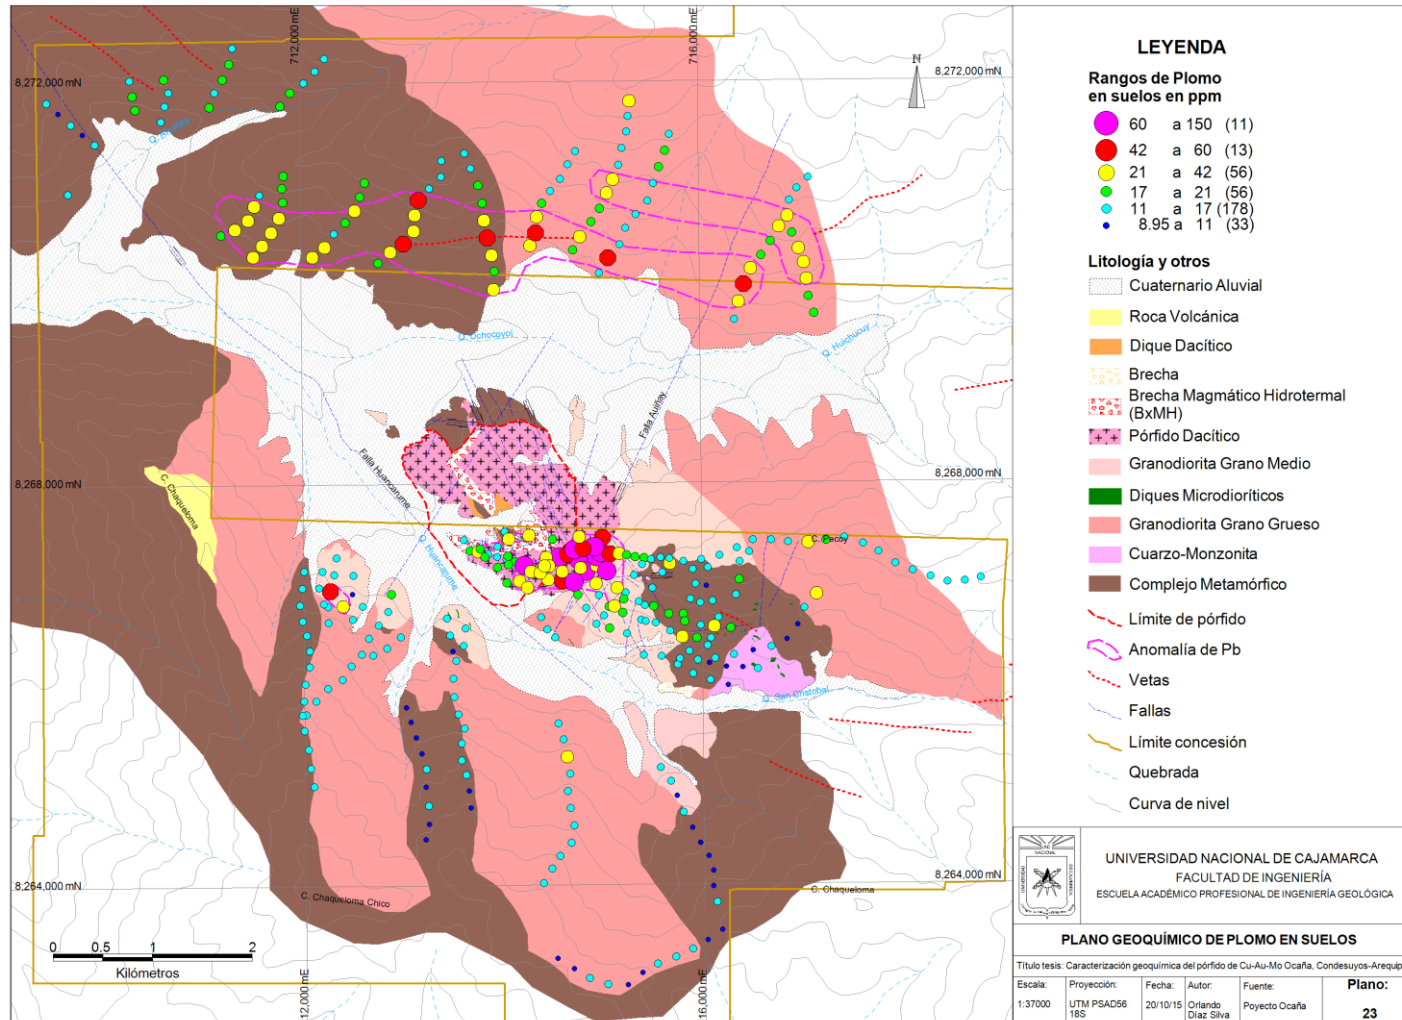 712,000 mE
716,000 mE
8,272,000 mN
8,272,000 mN
N
Q. Uchocoyoi
Q. Huichucuy
Falla Huancarume
Falla Auiñay
8,268,000 mN
8,268,000 mN
C. Chaqueloma
C. Pecoy
Q. Huancarume
Q. San Cristobal
8,264,000 mN
8,264,000 mN
C. Chaqueloma Chico
C. Chaqueloma
0 0.5 1 2
Kilómetros
12,000 mE
16,000 mE
LEYENDA
Rangos de Plomo
en suelos en ppm
60 a 150 (11)
42 a 60 (13)
21 a 42 (56)
17 a 21 (56)
11 a 17 (178)
8.95 a 11 (33)
Litología y otros
Cuaternario Aluvial
Roca Volcánica
Dique Dacítico
Brecha
Brecha Magmático Hidrotermal
(BxMH)
Pórfido Dacítico
Granodiorita Grano Medio
Diques Microdioríticos
Granodiorita Grano Grueso
Cuarzo-Monzonita
Complejo Metamórfico
Límite de pórfido
Anomalía de Pb
Vetas
Fallas
Límite concesión
Quebrada
Curva de nivel
UNIVERSIDAD NACIONAL DE CAJAMARCA
FACULTAD DE INGENIERÍA
ESCUELA ACADÉMICO PROFESIONAL DE INGENIERÍA GEOLÓGICA
PLANO GEOQUÍMICO DE PLOMO EN SUELOS
Título tesis: Caracterización geoquímica del pórfido de Cu-Au-Mo Ocaña, Condesuyos-Arequip
Escala: Proyección: Fecha: Autor: Fuente: Plano:
1:37000 UTM PSAD56 20/10/15 Orlando Poyecto Ocaña
18S Díaz Silva 23